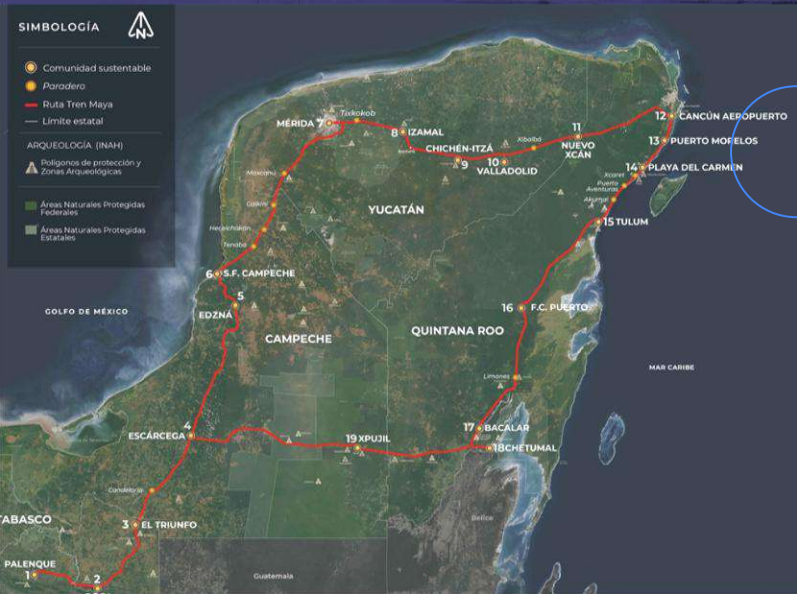 SIMBOLOGÍA
N
Comunidad sustentable
Paradero
Ruta Tren Maya
Límite estatal
ARQUEOLOGÍA (INAH)
Polígonos de protección y
Zonas Arqueológicas
Áreas Naturales Protegidas
Federales
Áreas Naturales Protegidas
Estatales
MÉRIDA 7
Tixkokob
8 IZAMAL
CHICHÉN-ITZÁ
9
10
VALLADOLID
Xibalbá
11
NUEVO
XCÁN
12 CANCÚN AEROPUERTO
13 PUERTO MORELOS
14 PLAYA DEL CARMEN
Xcaret
Puerto
Aventuras
Akumal
15 TULUM
Maxcanú
Calkiní
Hecelchakán
Tenabo
YUCATÁN
6 S.F. CAMPECHE
5
EDZNÁ
GOLFO DE MÉXICO
CAMPECHE
QUINTANA ROO
16 F.C. PUERTO
MAR CARIBE
Limones
17 BACALAR
18 CHETUMAL
4
ESCÁRCEGA
19 XPUJIL
Candelaria
3 EL TRIUNFO
TABASCO
PALENQUE
1
2
Belice
Guatemala